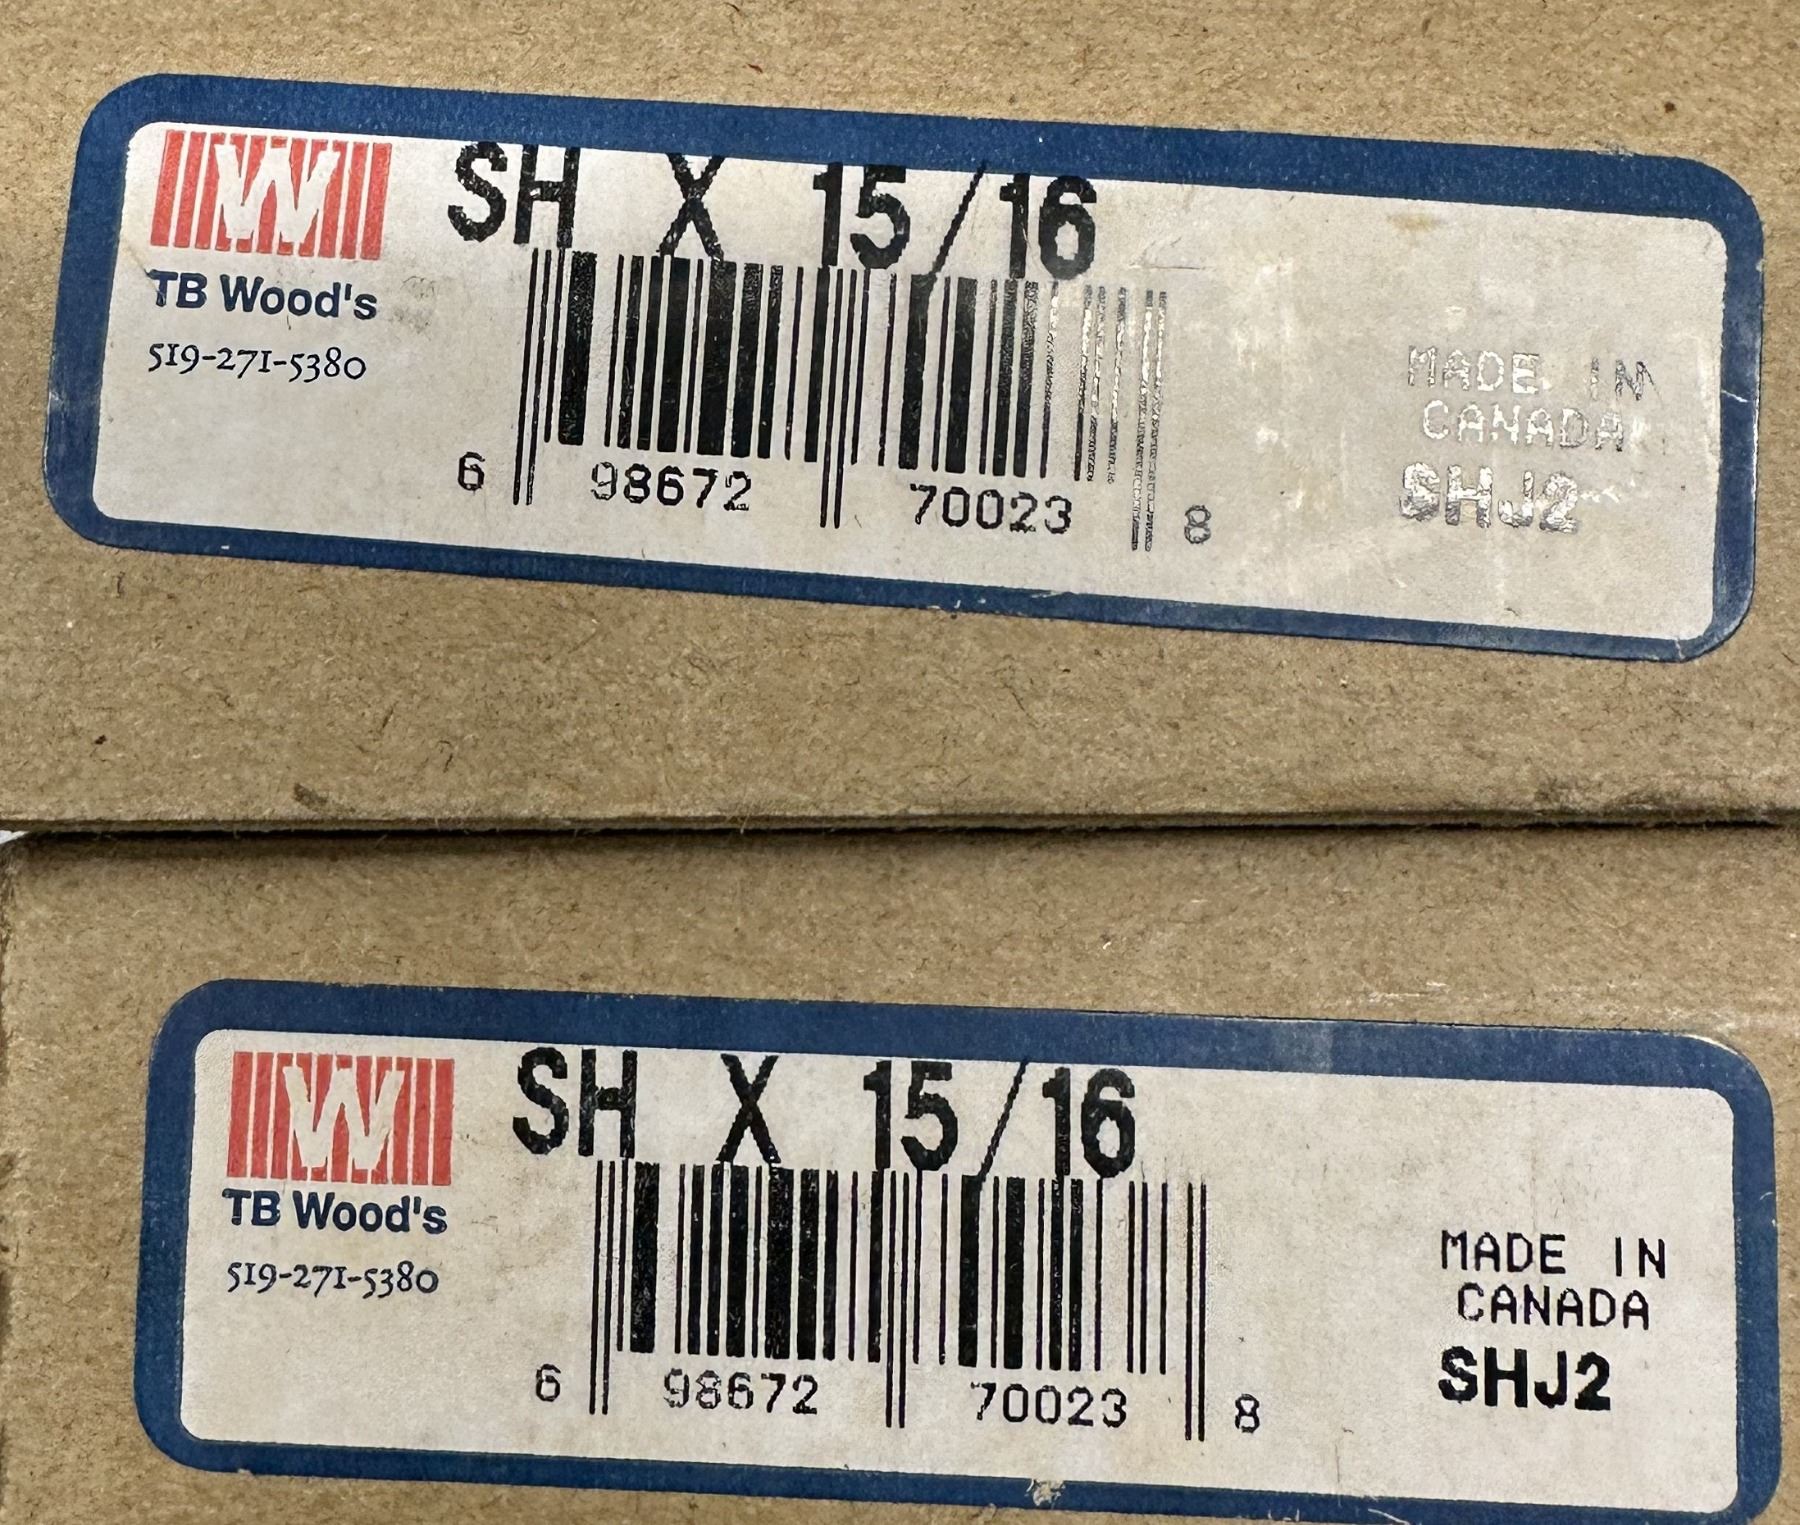 W
SH X 15/16
TB Wood's
519-271-5380
6 98672 70023 8
MADE IN
CANADA
SHJ2
W
SH X 15/16
TB Wood's
519-271-5380
6 98672 70023 8
MADE IN
CANADA
SHJ2